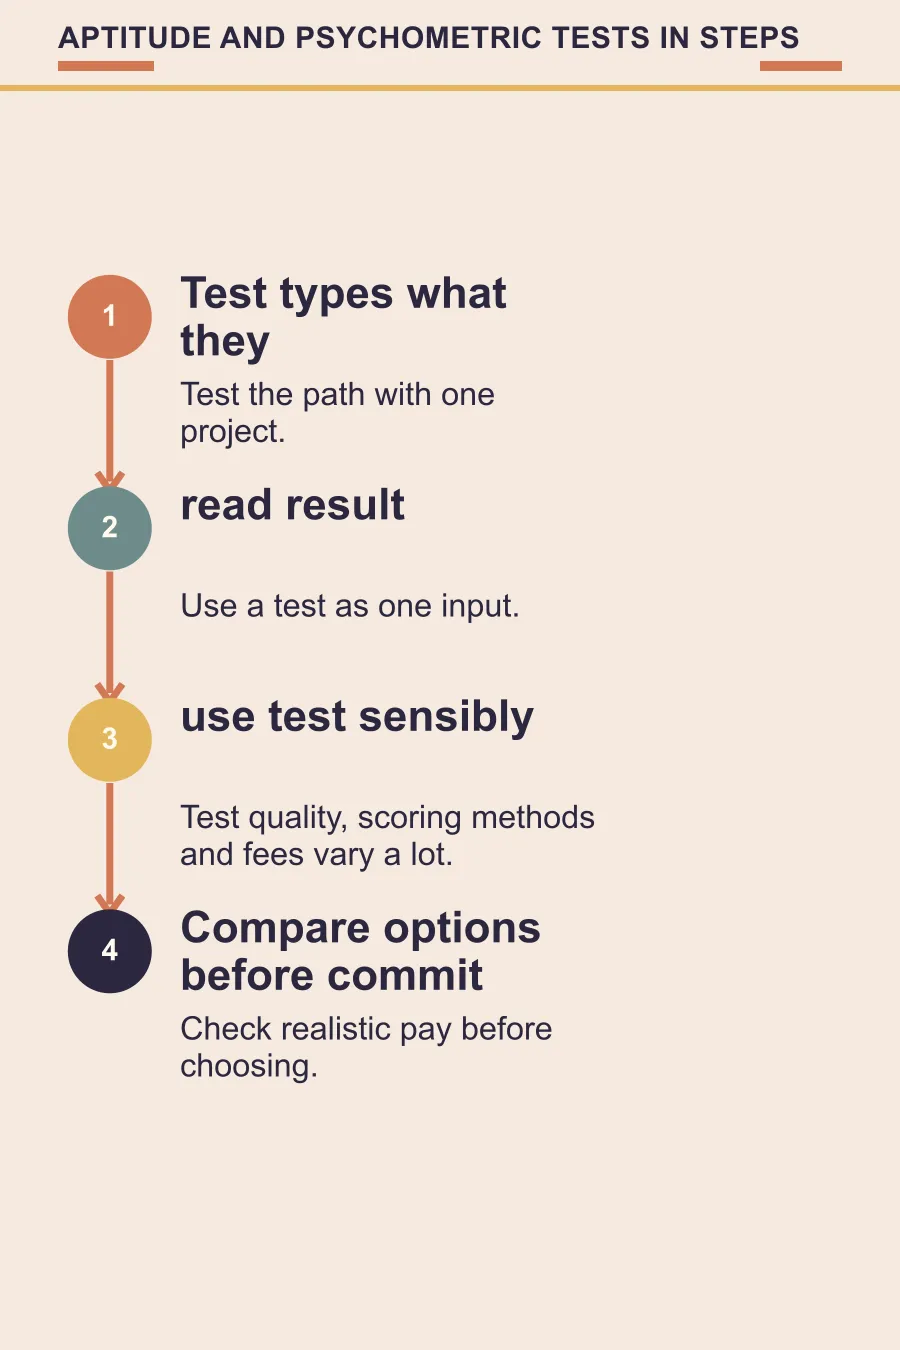 APTITUDE AND PSYCHOMETRIC TESTS IN STEPS
1
Test types what
they
Test the path with one
project.
2
read result
Use a test as one input.
3
use test sensibly
Test quality, scoring methods
and fees vary a lot.
4
Compare options
before commit
Check realistic pay before
choosing.